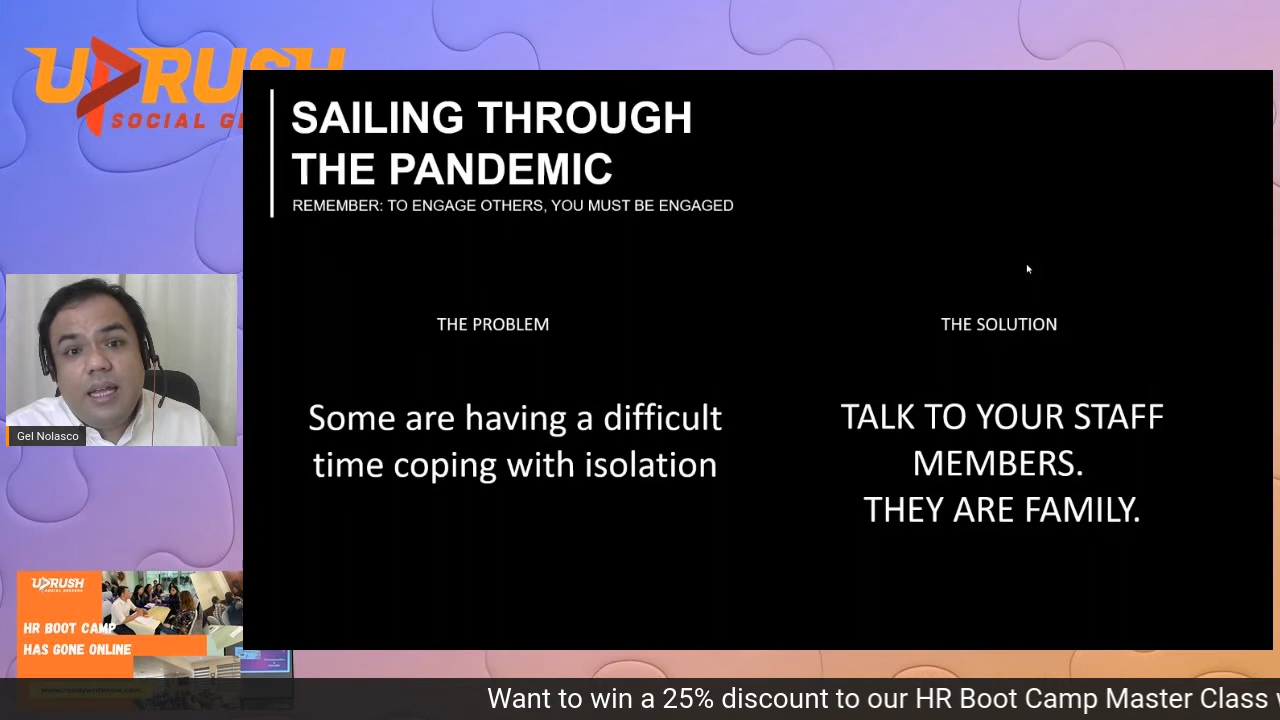 UPRUSH
SOCIAL
SAILING THROUGH
THE PANDEMIC
REMEMBER: TO ENGAGE OTHERS, YOU MUST BE ENGAGED
THE PROBLEM
Some are having a difficult
time coping with isolation
THE SOLUTION
TALK TO YOUR STAFF
MEMBERS.
THEY ARE FAMILY.
Gel Nolasco
UPRUSH
HR BOOT CAMP
HAS GONE ONLINE
Want to win a 25% discount to our HR Boot Camp Master Class